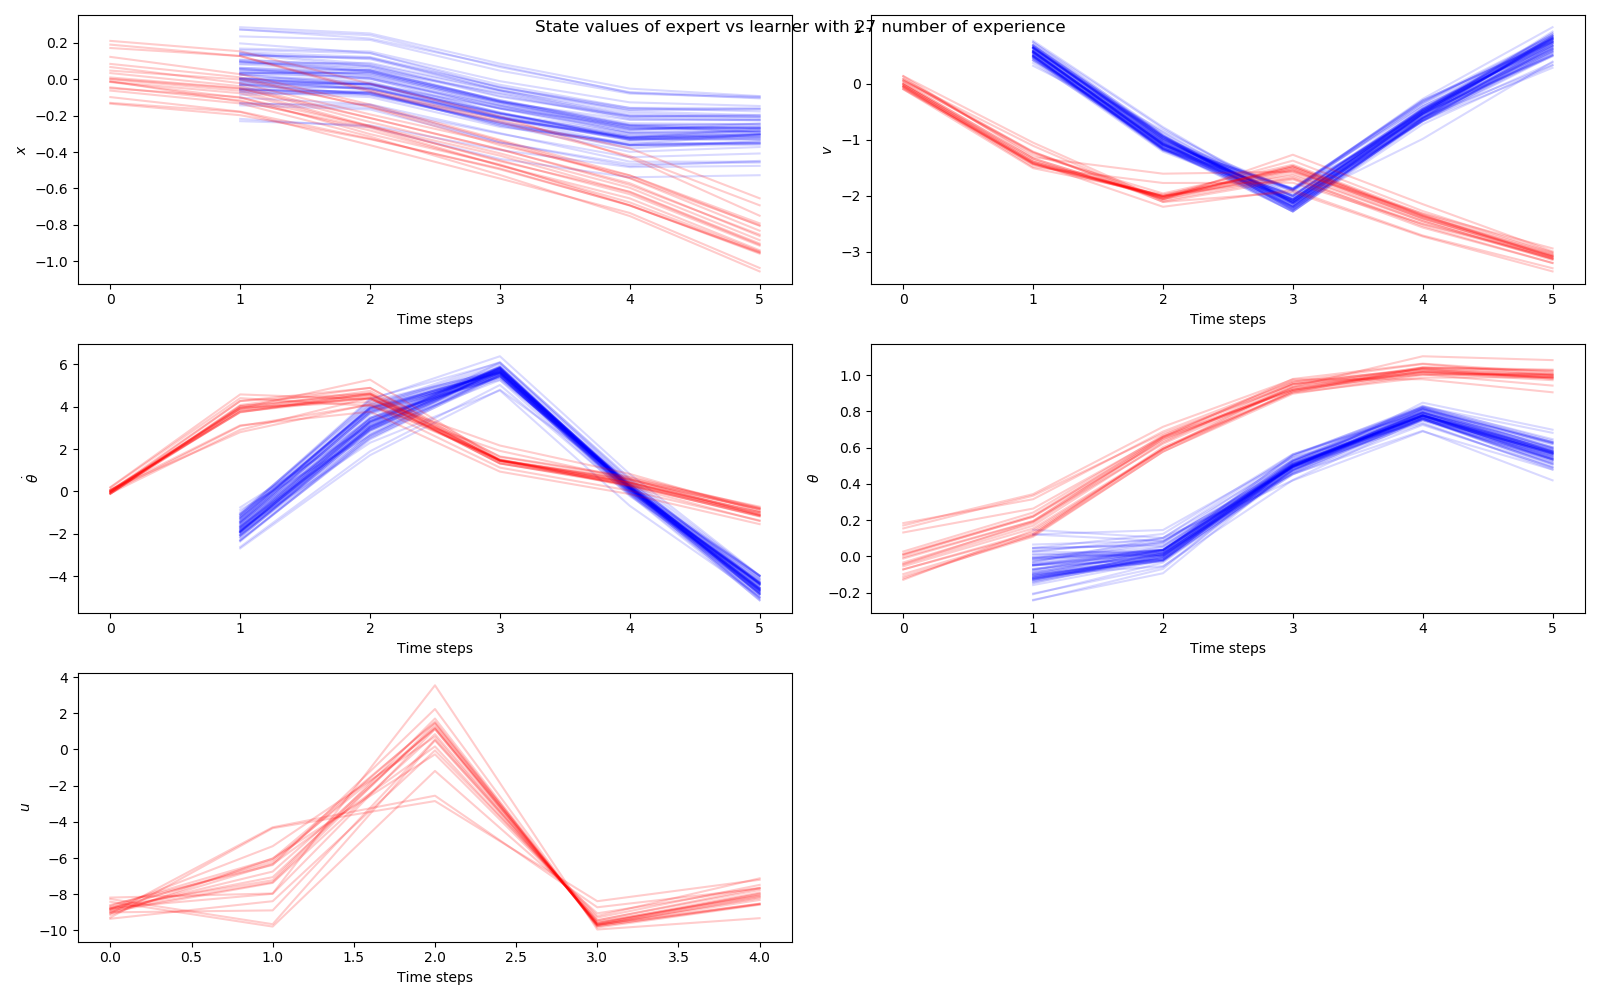 State values of expert vs learner with 27 number of experience
0.2
0.0
−0.2
−0.4
−0.6
−0.8
−1.0
x
0 1 2 3 4 5
Time steps
1
0
−1
−2
−3
v
0 1 2 3 4 5
Time steps
6
4
2
0
−2
−4
θ̇
0 1 2 3 4 5
Time steps
1.0
0.8
0.6
0.4
0.2
0.0
−0.2
θ
0 1 2 3 4 5
Time steps
4
2
0
−2
−4
−6
−8
−10
u
0.0 0.5 1.0 1.5 2.0 2.5 3.0 3.5 4.0
Time steps